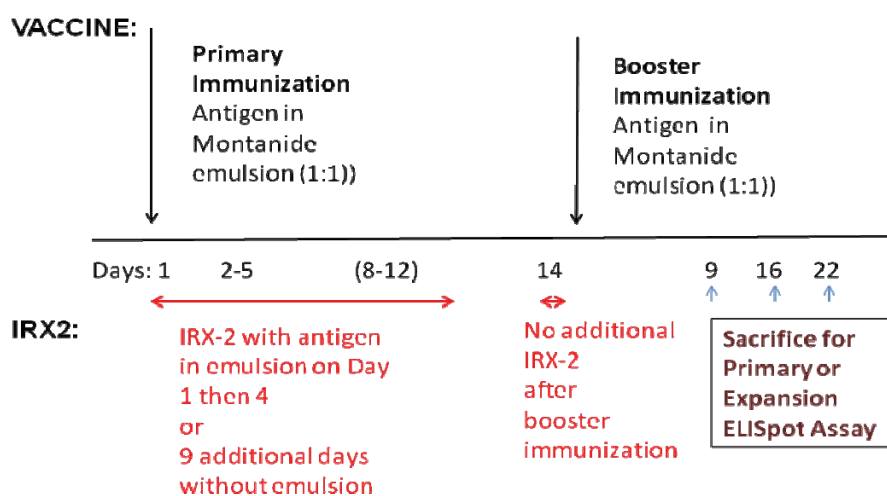 VACCINE:
Primary
Immunization
Antigen in
Montanide
emulsion (1:1))
Booster
Immunization
Antigen in
Montanide
emulsion (1:1))
Days: 1 2-5 (8-12) 14 9 16 22
IRX2:
IRX-2 with antigen
in emulsion on Day
1 then 4
or
9 additional days
without emulsion
No additional
IRX-2
after
booster
immunization
Sacrifice for
Primary or
Expansion
ELISpot Assay